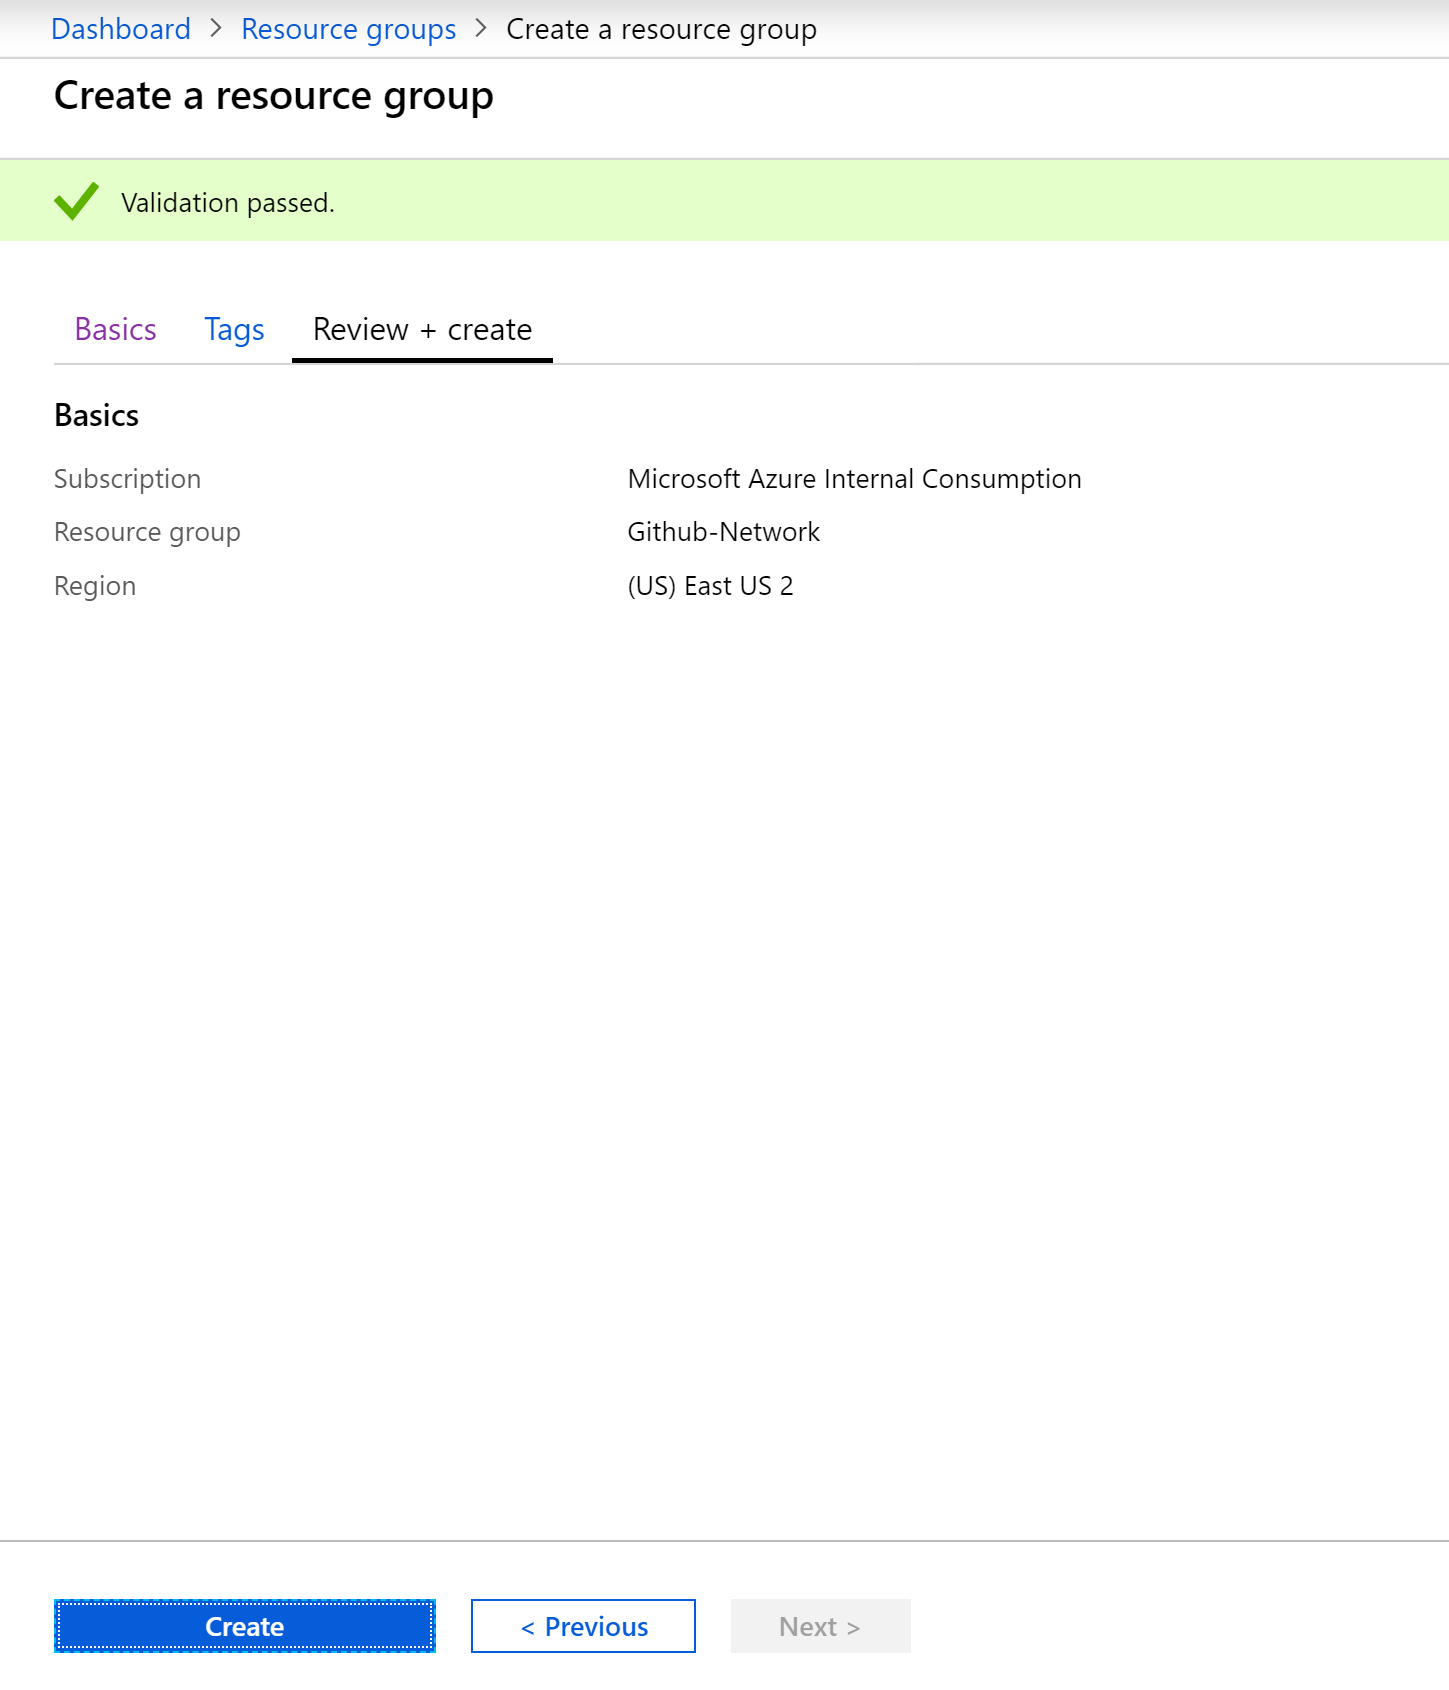 Dashboard > Resource groups > Create a resource group
Create a resource group
Validation passed.
Basics Tags Review + create
Basics
Subscription Microsoft Azure Internal Consumption
Resource group Github-Network
Region (US) East US 2
Create < Previous Next >